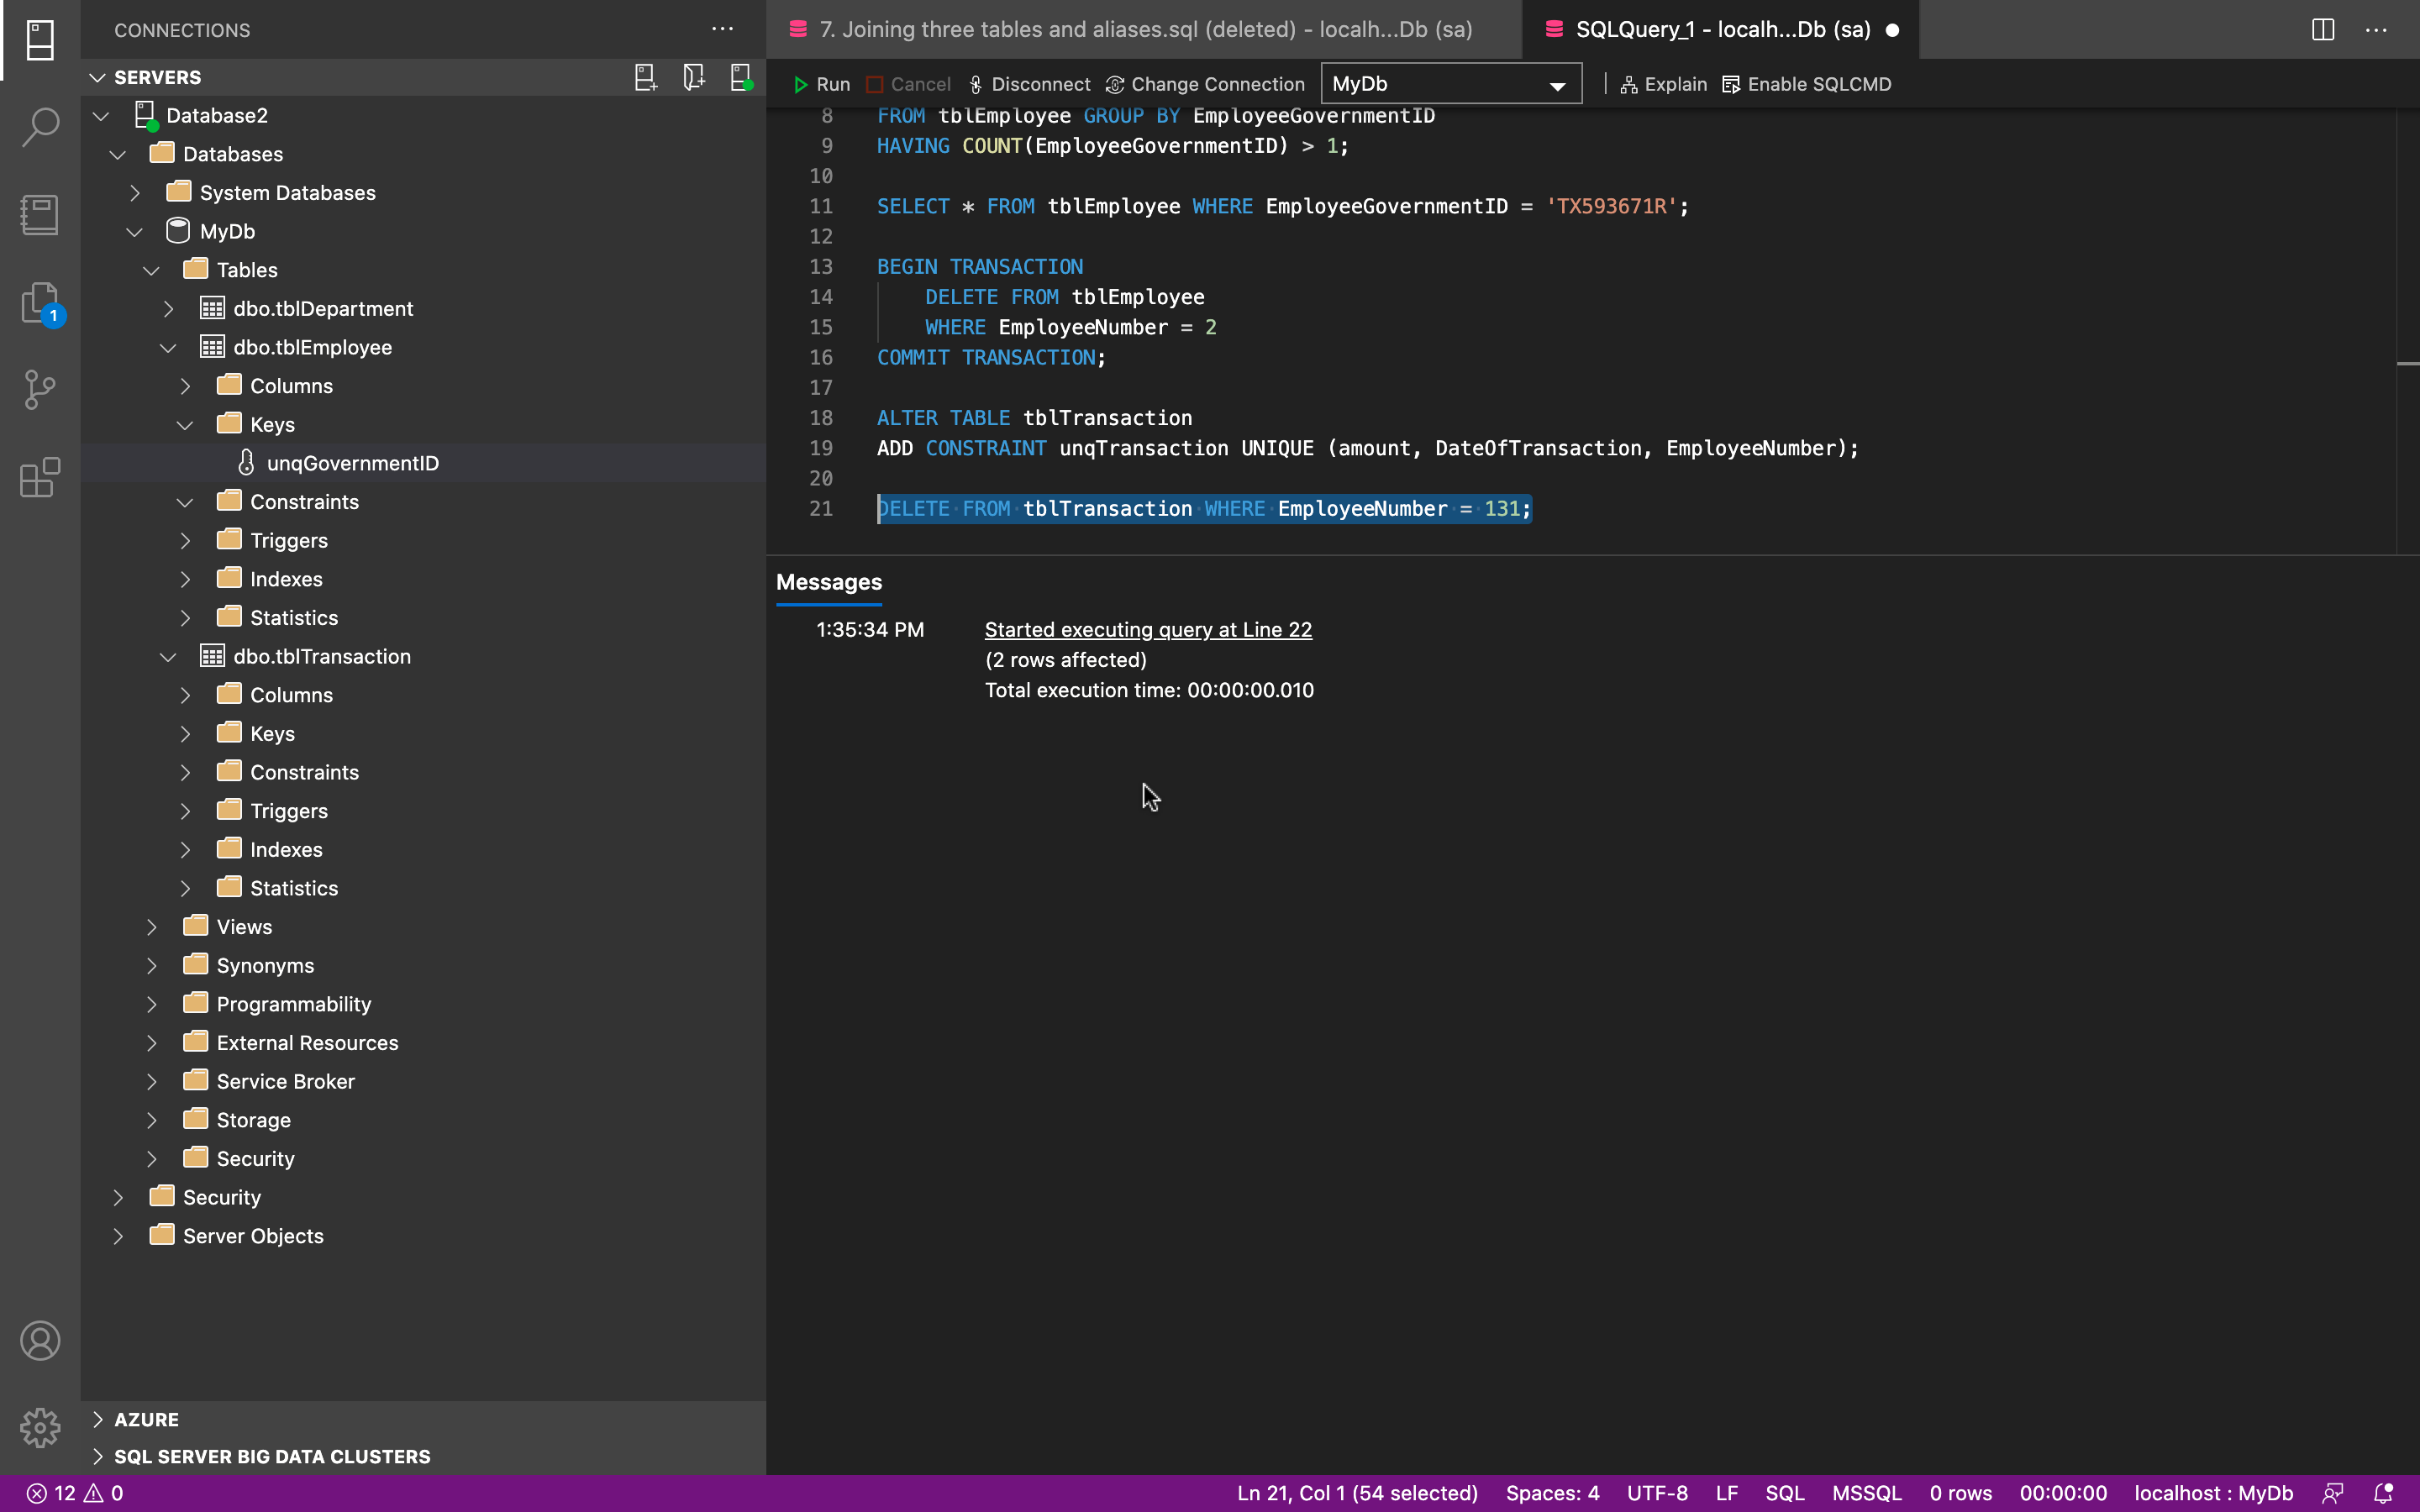 CONNECTIONS
SERVERS
Database2
Databases
System Databases
MyDb
Tables
dbo.tblDepartment
dbo.tblEmployee
Columns
Keys
unqGovernmentID
Constraints
Triggers
Indexes
Statistics
dbo.tblTransaction
Columns
Keys
Constraints
Triggers
Indexes
Statistics
Views
Synonyms
Programmability
External Resources
Service Broker
Storage
Security
Security
Server Objects
AZURE
SQL SERVER BIG DATA CLUSTERS
1
7. Joining three tables and aliases.sql (deleted) - localh...Db (sa)
SQLQuery_1 - localh...Db (sa)
Run Cancel Disconnect Change Connection MyDb Explain Enable SQLCMD
8 FROM tblEmployee GROUP BY EmployeeGovernmentID
9 HAVING COUNT(EmployeeGovernmentID) > 1;
10
11 SELECT * FROM tblEmployee WHERE EmployeeGovernmentID = 'TX593671R';
12
13 BEGIN TRANSACTION
14 DELETE FROM tblEmployee
15 WHERE EmployeeNumber = 2
16 COMMIT TRANSACTION;
17
18 ALTER TABLE tblTransaction
19 ADD CONSTRAINT unqTransaction UNIQUE (amount, DateOfTransaction, EmployeeNumber);
20
21 DELETE FROM tblTransaction WHERE EmployeeNumber = 131;
Messages
1:35:34 PM Started executing query at Line 22
(2 rows affected)
Total execution time: 00:00:00.010
12 0
Ln 21, Col 1 (54 selected) Spaces: 4 UTF-8 LF SQL MSSQL 0 rows 00:00:00 localhost : MyDb